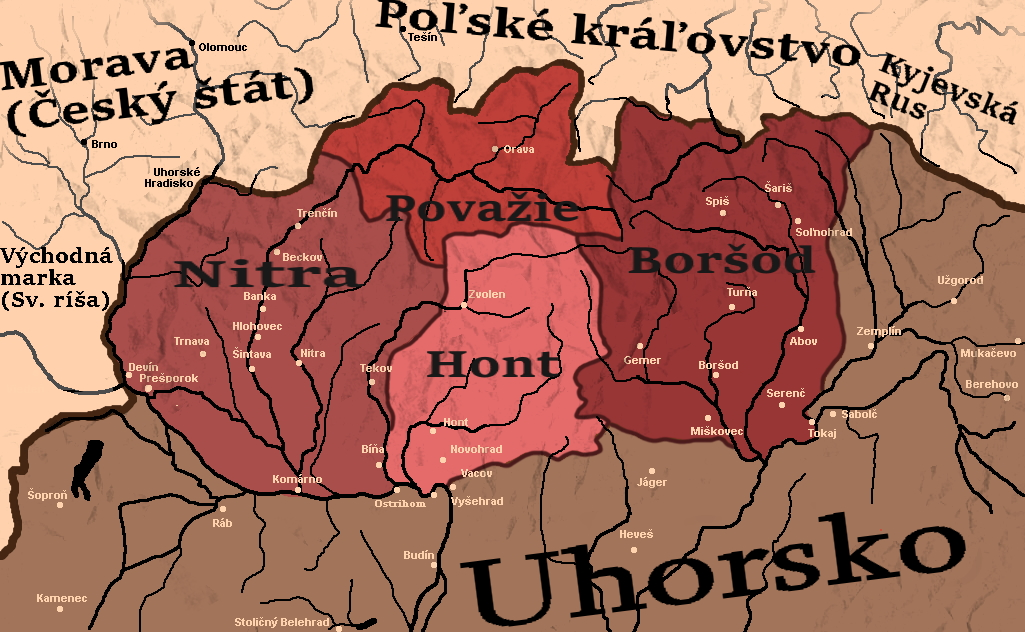 Poľské kráľovstvo
Tešín
Olomouc
Morava
(Český štát)
Kyjevská
Rus
Brno
Uhorské
Hradisko
Orava
Považie
Trenčín
Šariš
Spiš
Soľnohrad
Východná
marka
(Sv. ríša)
Beckov
Nitra
Boršod
Užgorod
Banka
Zvolen
Turňa
Hlohovec
Zemplín
Trnava
Šintava
Nitra
Abov
Mukačevo
Hont
Gemer
Devín
Prešporok
Tekov
Boršod
Berehovo
Serenč
Sabolč
Hont
Miškovec
Tokaj
Bíňa
Novohrad
Komárno
Vacov
Jáger
Šoproň
Ostrihom
Vyšehrad
Ráb
Heveš
Budín
Uhorsko
Kamenec
Stoličný Belehrad